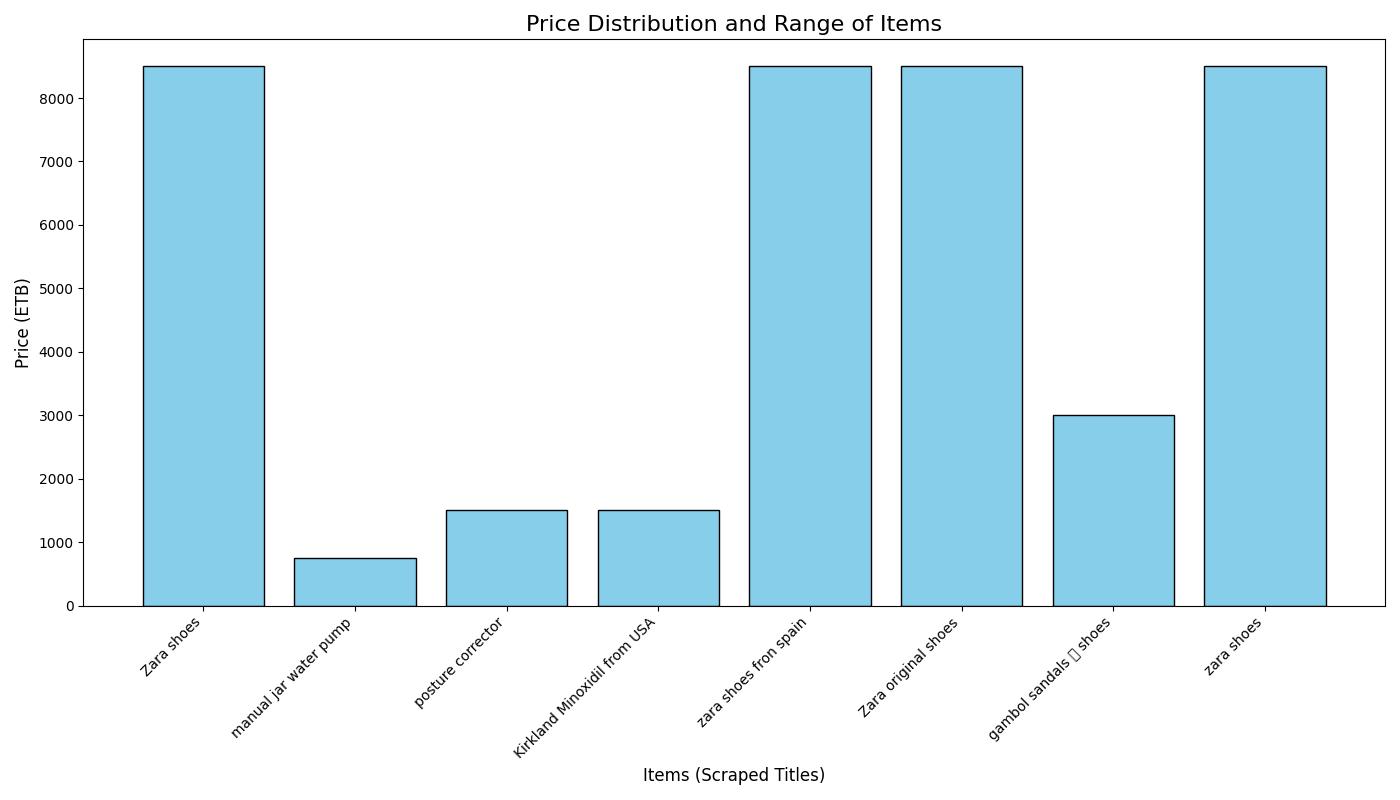 Price Distribution and Range of Items
Price (ETB)
8000
7000
6000
5000
4000
3000
2000
1000
0
Zara shoes
manual jar water pump
posture corrector
Kirkland Minoxidil from USA
zara shoes fron spain
Zara original shoes
gambol sandals ▯ shoes
zara shoes
Items (Scraped Titles)